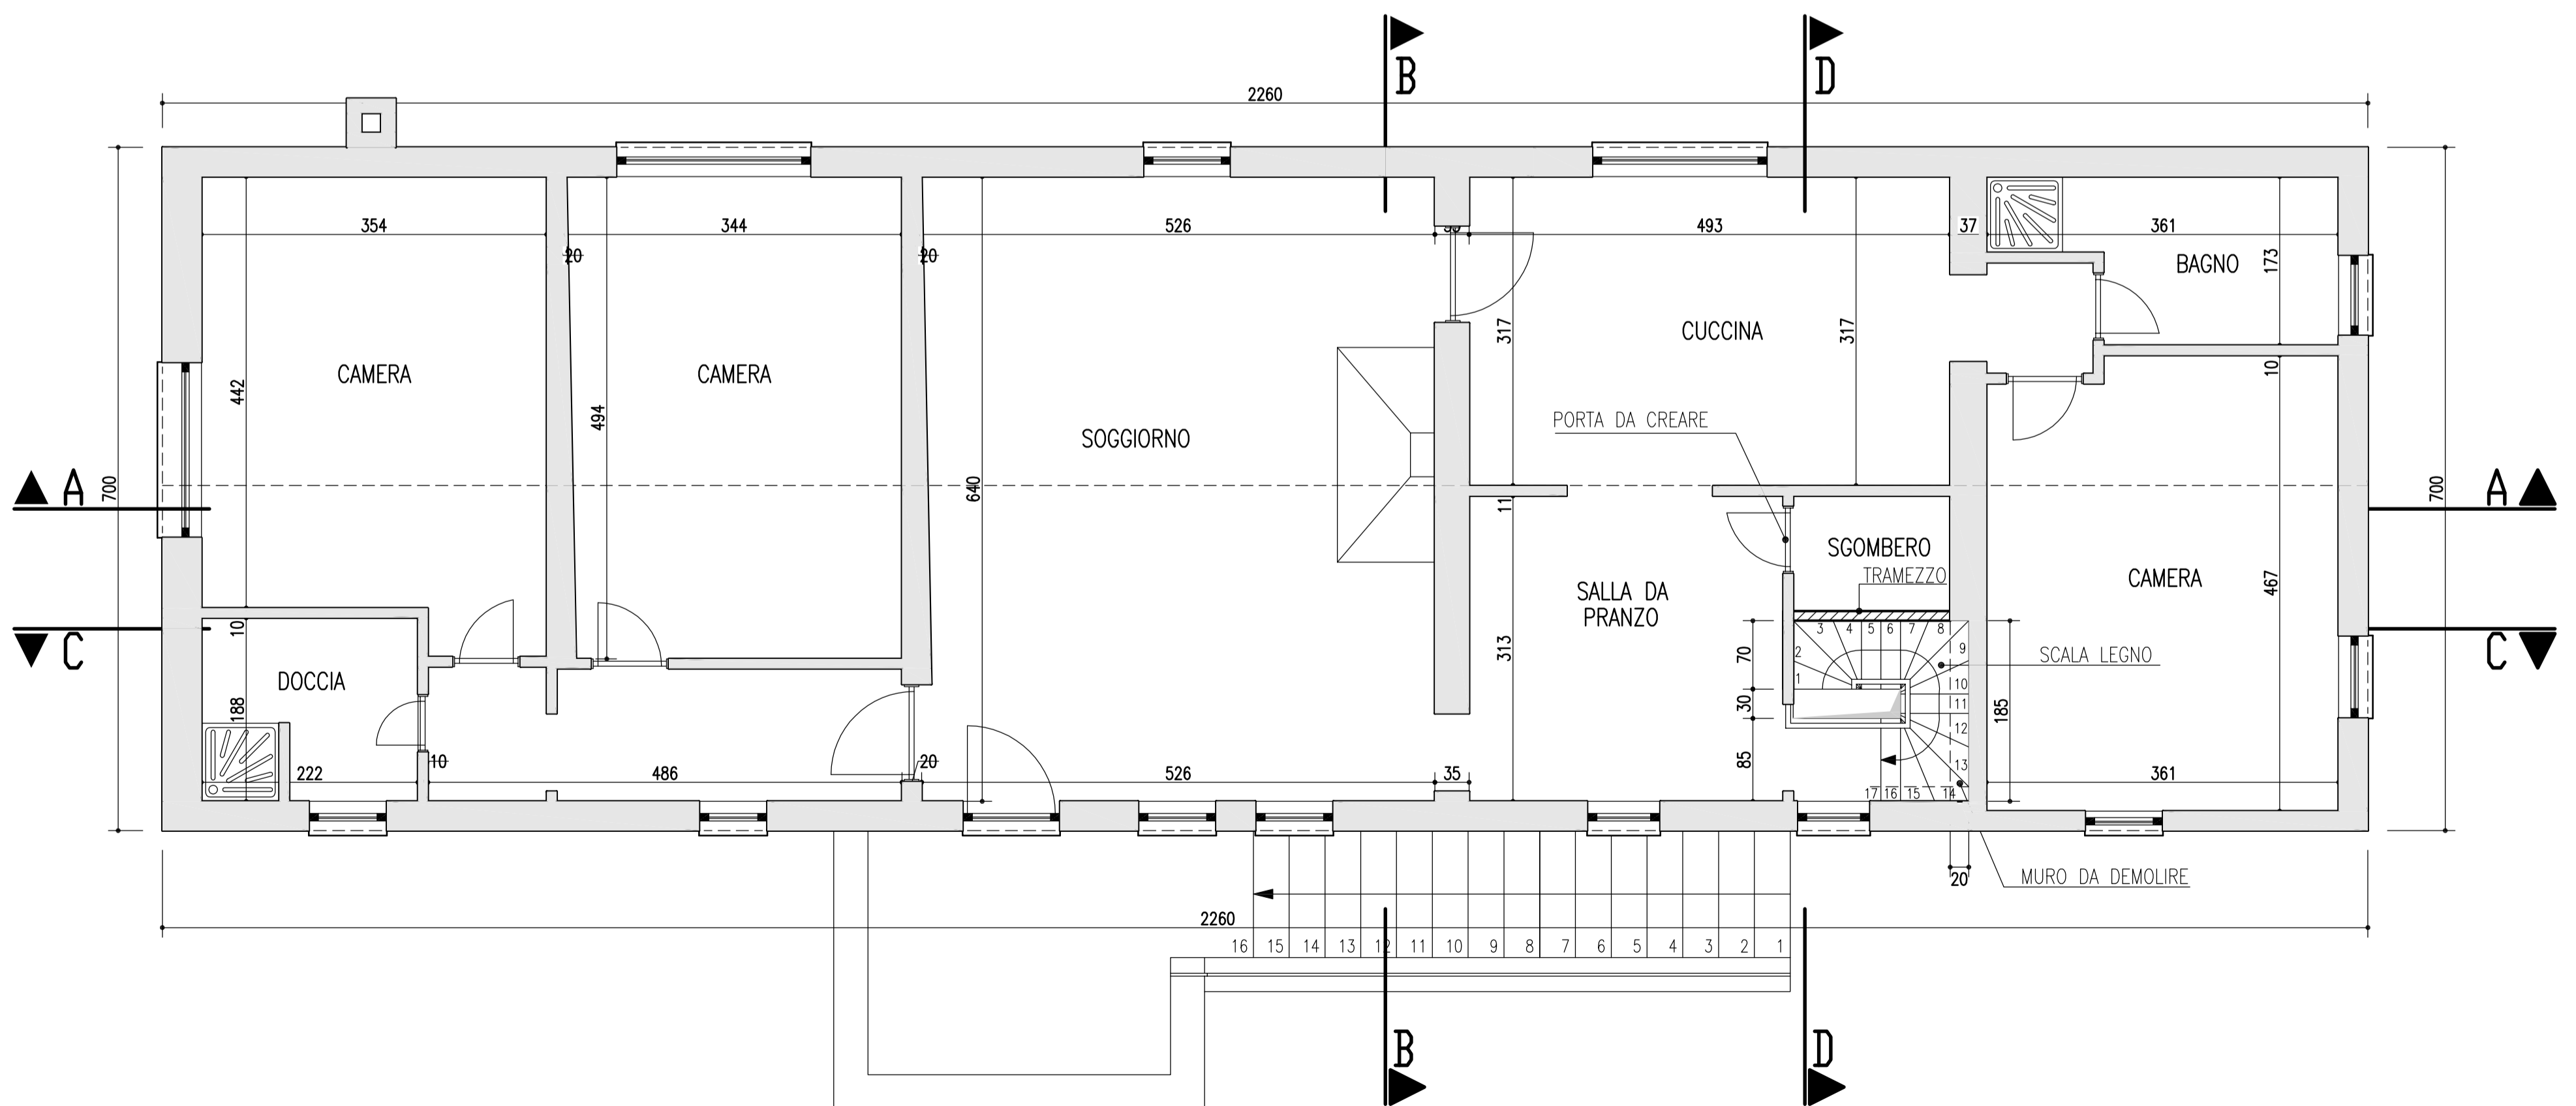 B
D
2260
354
344
526
493
37
361
20
20
BAGNO
173
CUCCINA
317
317
CAMERA
CAMERA
442
494
10
PORTA DA CREARE
SOGGIORNO
A
700
640
700
A
11
SGOMBERO
TRAMEZZO
CAMERA
467
SALLA DA
PRANZO
C
10
DOCCIA
188
313
70
30
85
3 4 5 6 7 8
2
1
9
10
11
12
13
17 16 15 14
SCALA LEGNO
C
185
222
10
486
20
526
35
361
20
MURO DA DEMOLIRE
2260
16 15 14 13 12 11 10 9 8 7 6 5 4 3 2 1
B
D